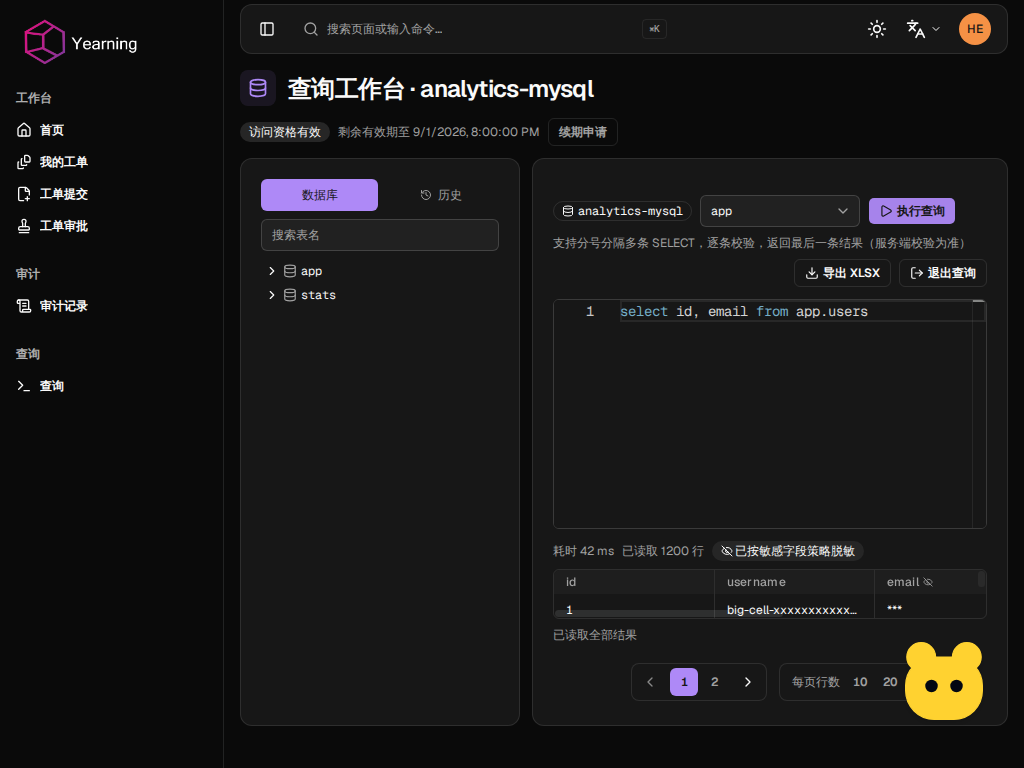 Yearning
搜索页面或输入命令...
⌘K
HE
工作台
首页
我的工单
工单提交
工单审批
审计
审计记录
查询
查询
查询工作台 · analytics-mysql
访问资格有效 剩余有效期至 9/1/2026, 8:00:00 PM 续期申请
数据库 历史
搜索表名
app
stats
analytics-mysql app 执行查询
支持分号分隔多条 SELECT，逐条校验，返回最后一条结果（服务端校验为准）
导出 XLSX 退出查询
1 select id, email from app.users
耗时 42 ms 已读取 1200 行 已按敏感字段策略脱敏
id username email
1 big-cell-xxxxxxxxxxx... ***
已读取全部结果
1 2 每页行数 10 20